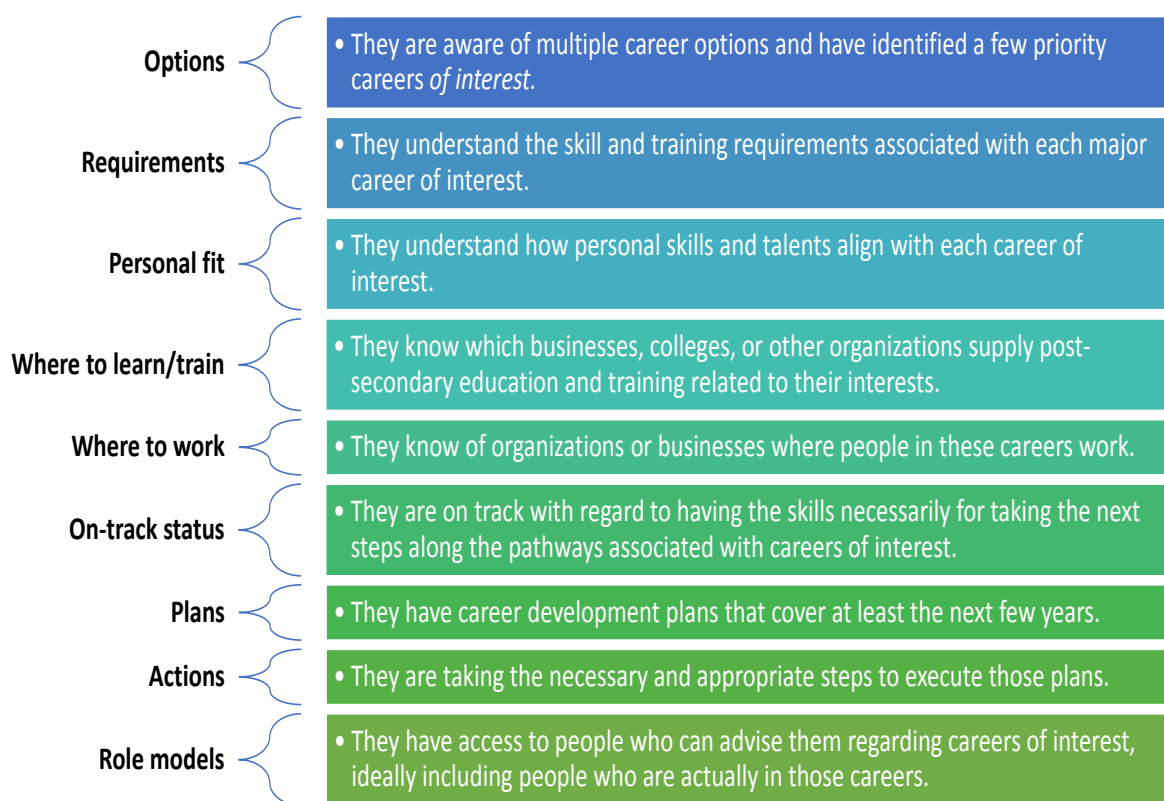 Options
• They are aware of multiple career options and have identified a few priority
careers of interest.
Requirements
• They understand the skill and training requirements associated with each major
career of interest.
Personal fit
• They understand how personal skills and talents align with each career of
interest.
Where to learn/train
• They know which businesses, colleges, or other organizations supply post-
secondary education and training related to their interests.
Where to work
• They know of organizations or businesses where people in these careers work.
On-track status
• They are on track with regard to having the skills necessarily for taking the next
steps along the pathways associated with careers of interest.
Plans
• They have career development plans that cover at least the next few years.
Actions
• They are taking the necessary and appropriate steps to execute those plans.
Role models
• They have access to people who can advise them regarding careers of interest,
ideally including people who are actually in those careers.